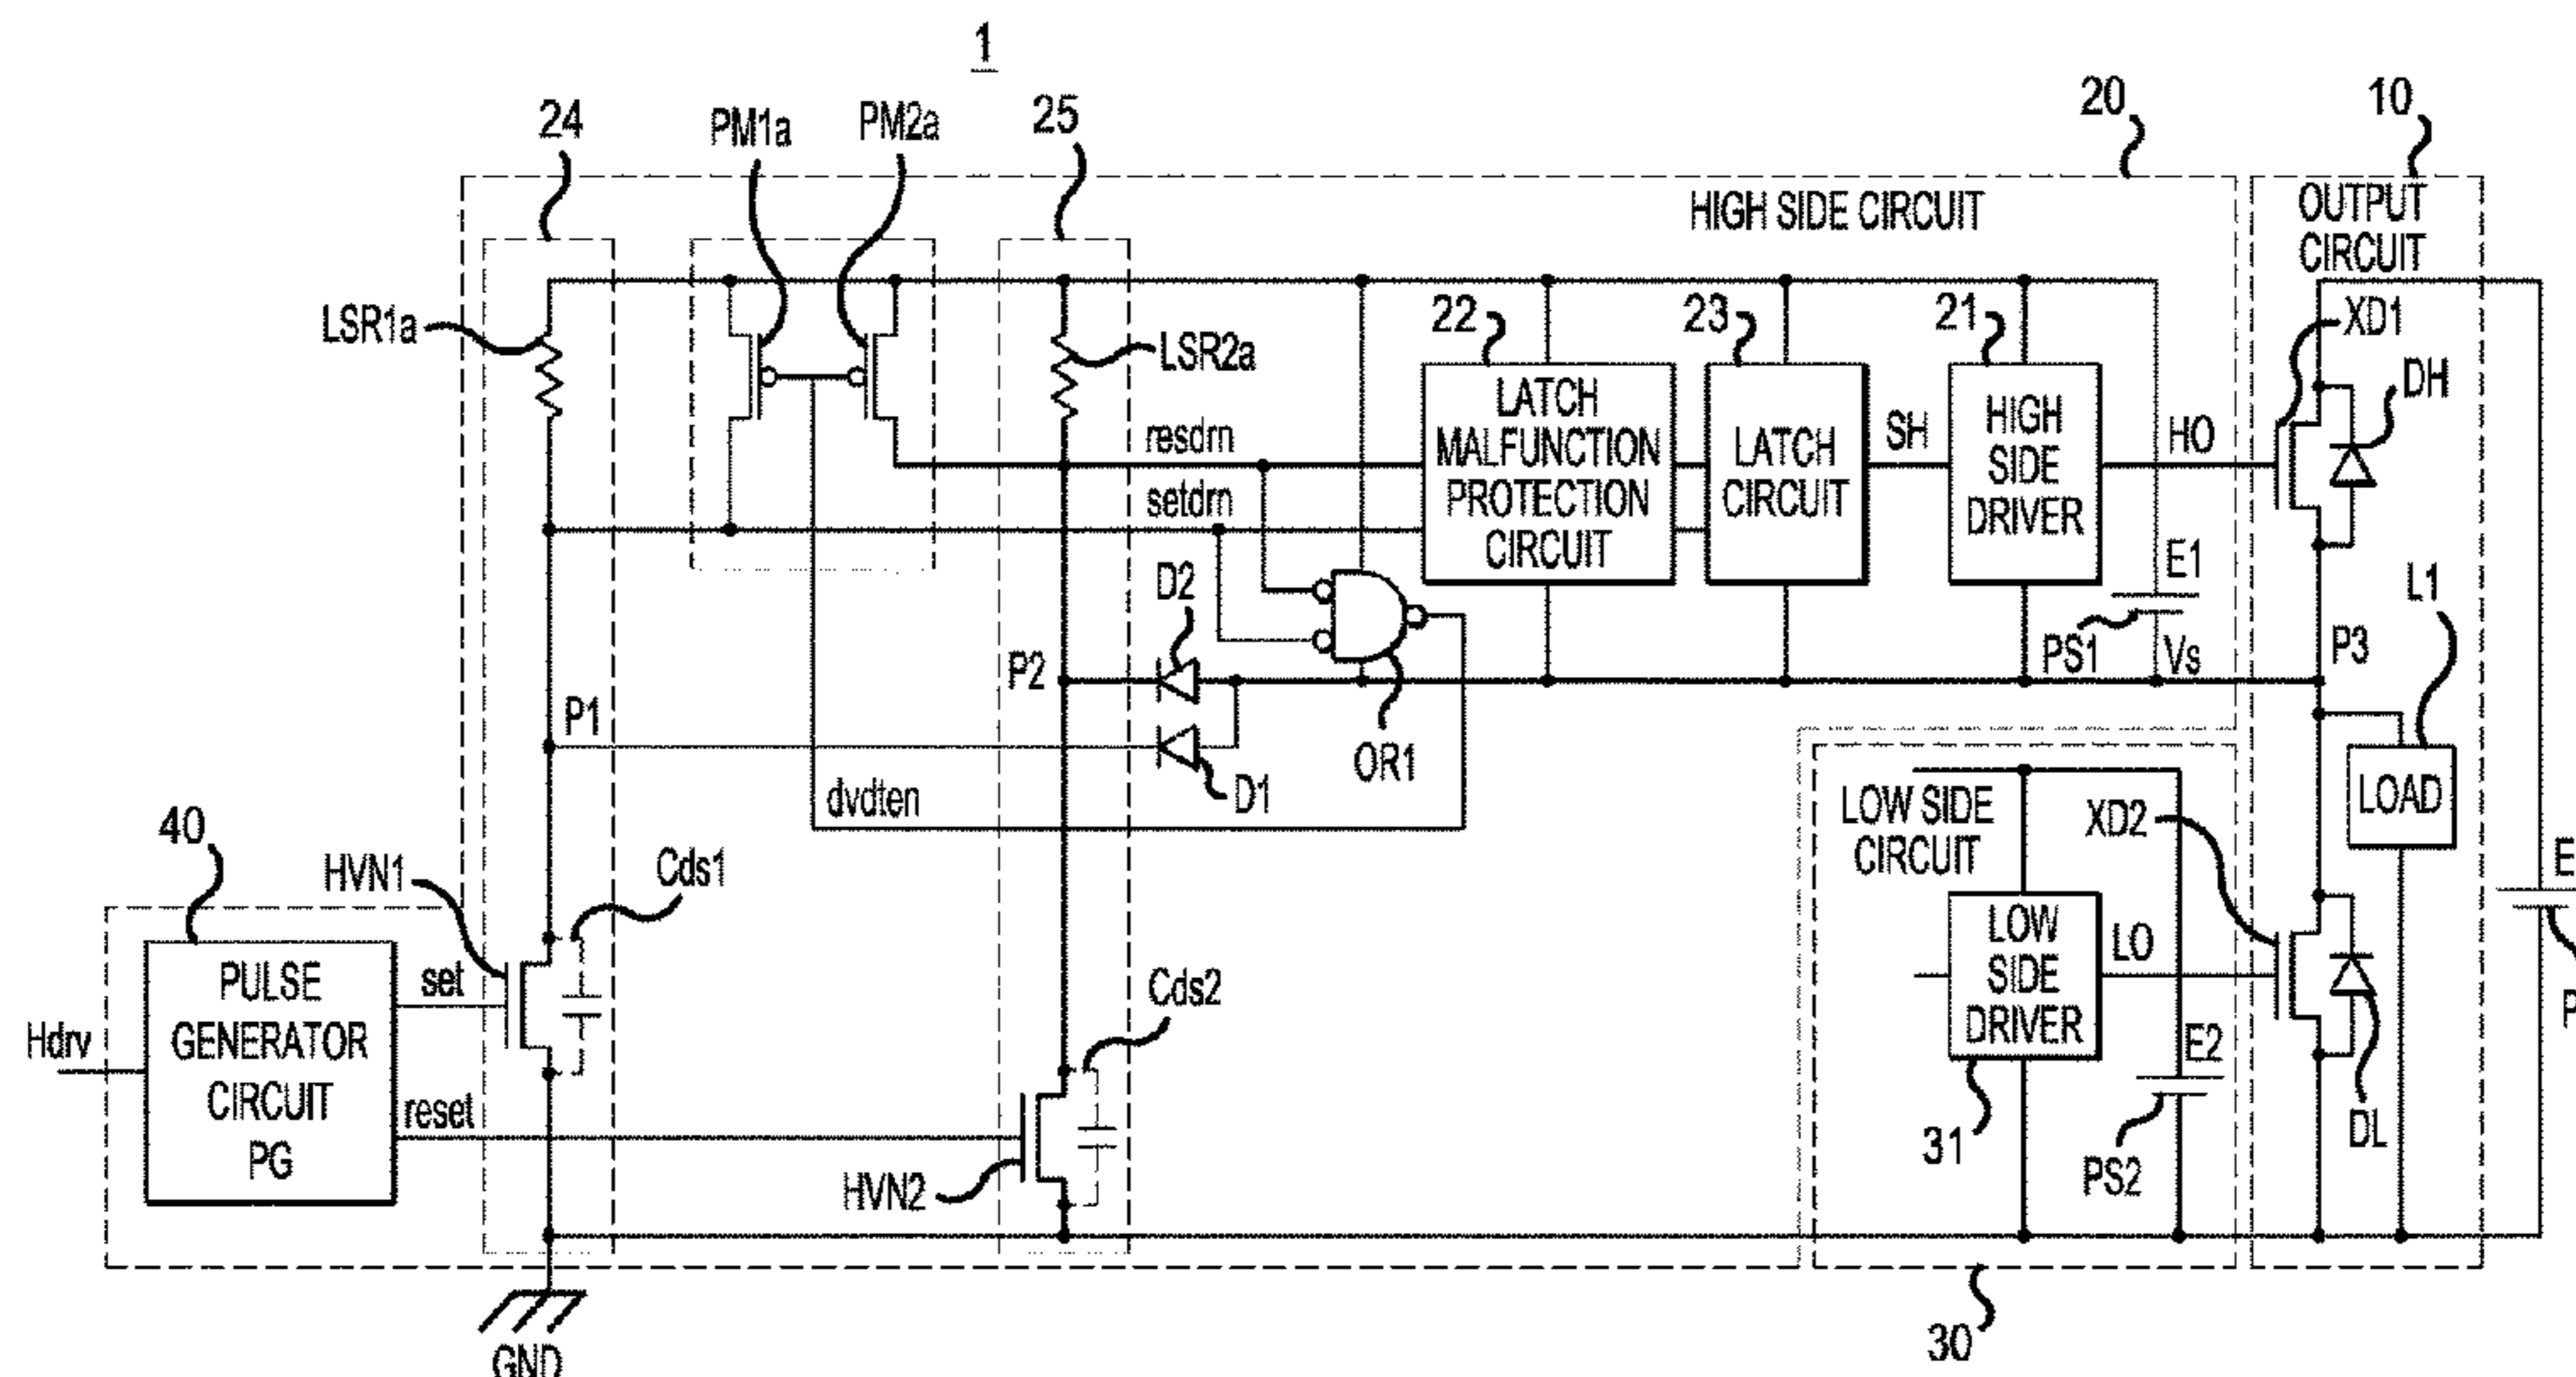 1
24
PM1a
PM2a
25
20
10
HIGH SIDE CIRCUIT
OUTPUT
CIRCUIT
LSR1a
LSR2a
22
23
21
XD1
DH
resdrn
setdrn
LATCH
MALFUNCTION
PROTECTION
CIRCUIT
LATCH
CIRCUIT
SH
HIGH
SIDE
DRIVER
HO
E1
PS1
Vs
P3
L1
D2
P2
P1
D1
OR1
dvdten
LOAD
40
HVN1
Cds1
LOW SIDE
CIRCUIT
XD2
E
PULSE
GENERATOR
CIRCUIT
PG
Hdrv
set
reset
Cds2
HVN2
LOW
SIDE
DRIVER
LO
E2
31
PS2
DL
P
GND
30